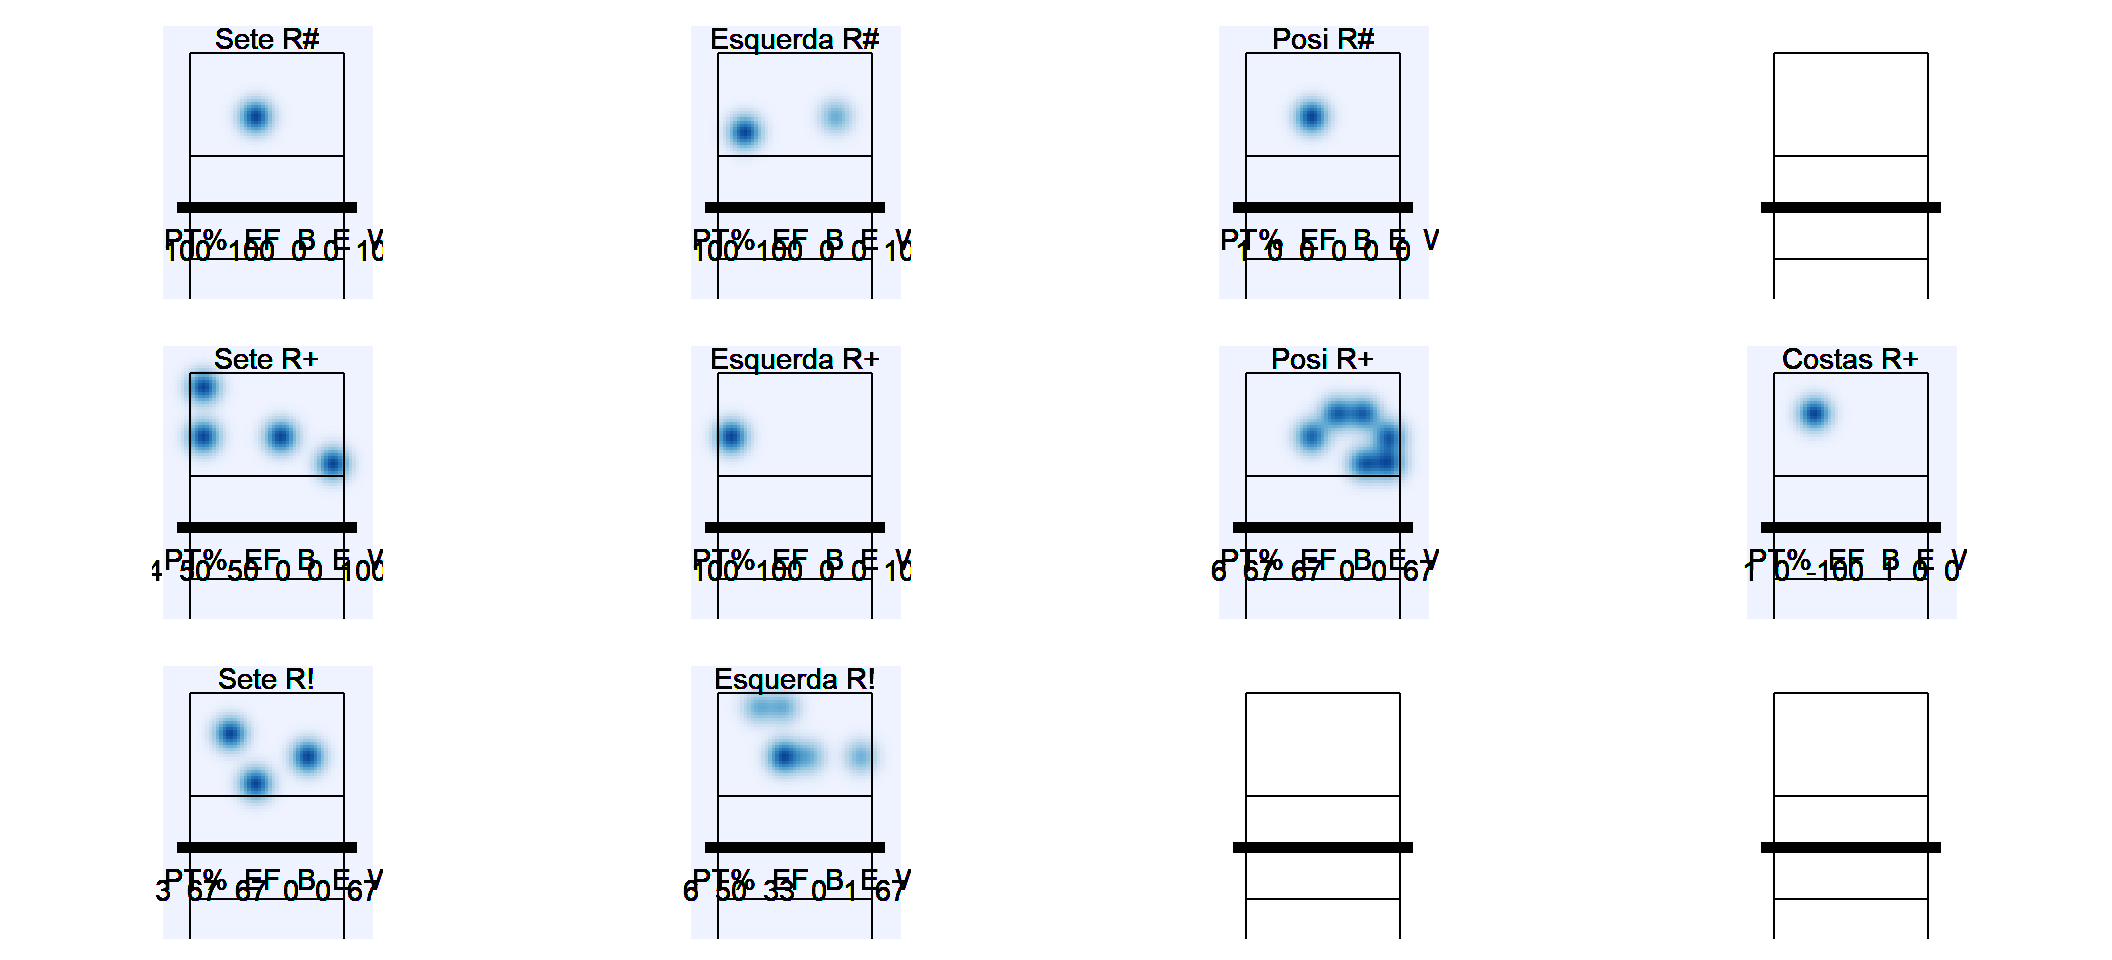 Sete R#
PT% EF B E V
100 100 0 0 10
Esquerda R#
PT% EF B E V
100 100 0 0 10
Posi R#
PT% EF B E V
1 0 0 0 0 0
Sete R+
PT% EF B E V
4 50 50 0 0 100
Esquerda R+
PT% EF B E V
100 100 0 0 10
Posi R+
PT% EF B E V
6 67 67 0 0 67
Costas R+
PT% EF B E V
1 0 -100 1 0 0
Sete R!
PT% EF B E V
3 67 67 0 0 67
Esquerda R!
PT% EF B E V
6 50 33 0 1 67